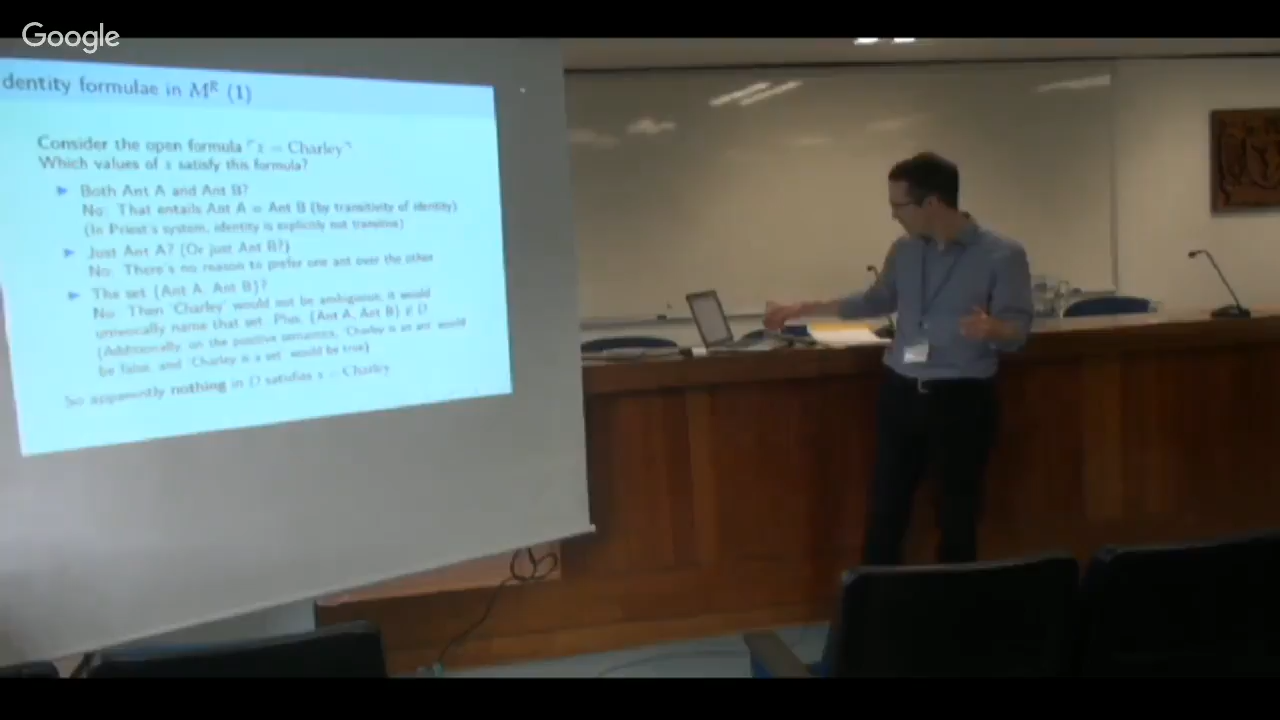 Google
dentity formulae in Mᴿ (1)
Consider the open formula ⌜x = Charley⌝
Which values of x satisfy this formula?
Both Ant A and Ant B?
No: That entails Ant A = Ant B (by transitivity of identity)
(In Priest's system, identity is explicitly not transitive)
Just Ant A? (Or just Ant B?)
No: There's no reason to prefer one ant over the other
The set {Ant A, Ant B}?
No: Then 'Charley' would not be ambiguous, it would
univocally name that set. Plus, {Ant A, Ant B} ∉ D
(Additionally, on the positive semantics, 'Charley is an ant' would
be false, and 'Charley is a set' would be true)
So apparently nothing in D satisfies x = Charley